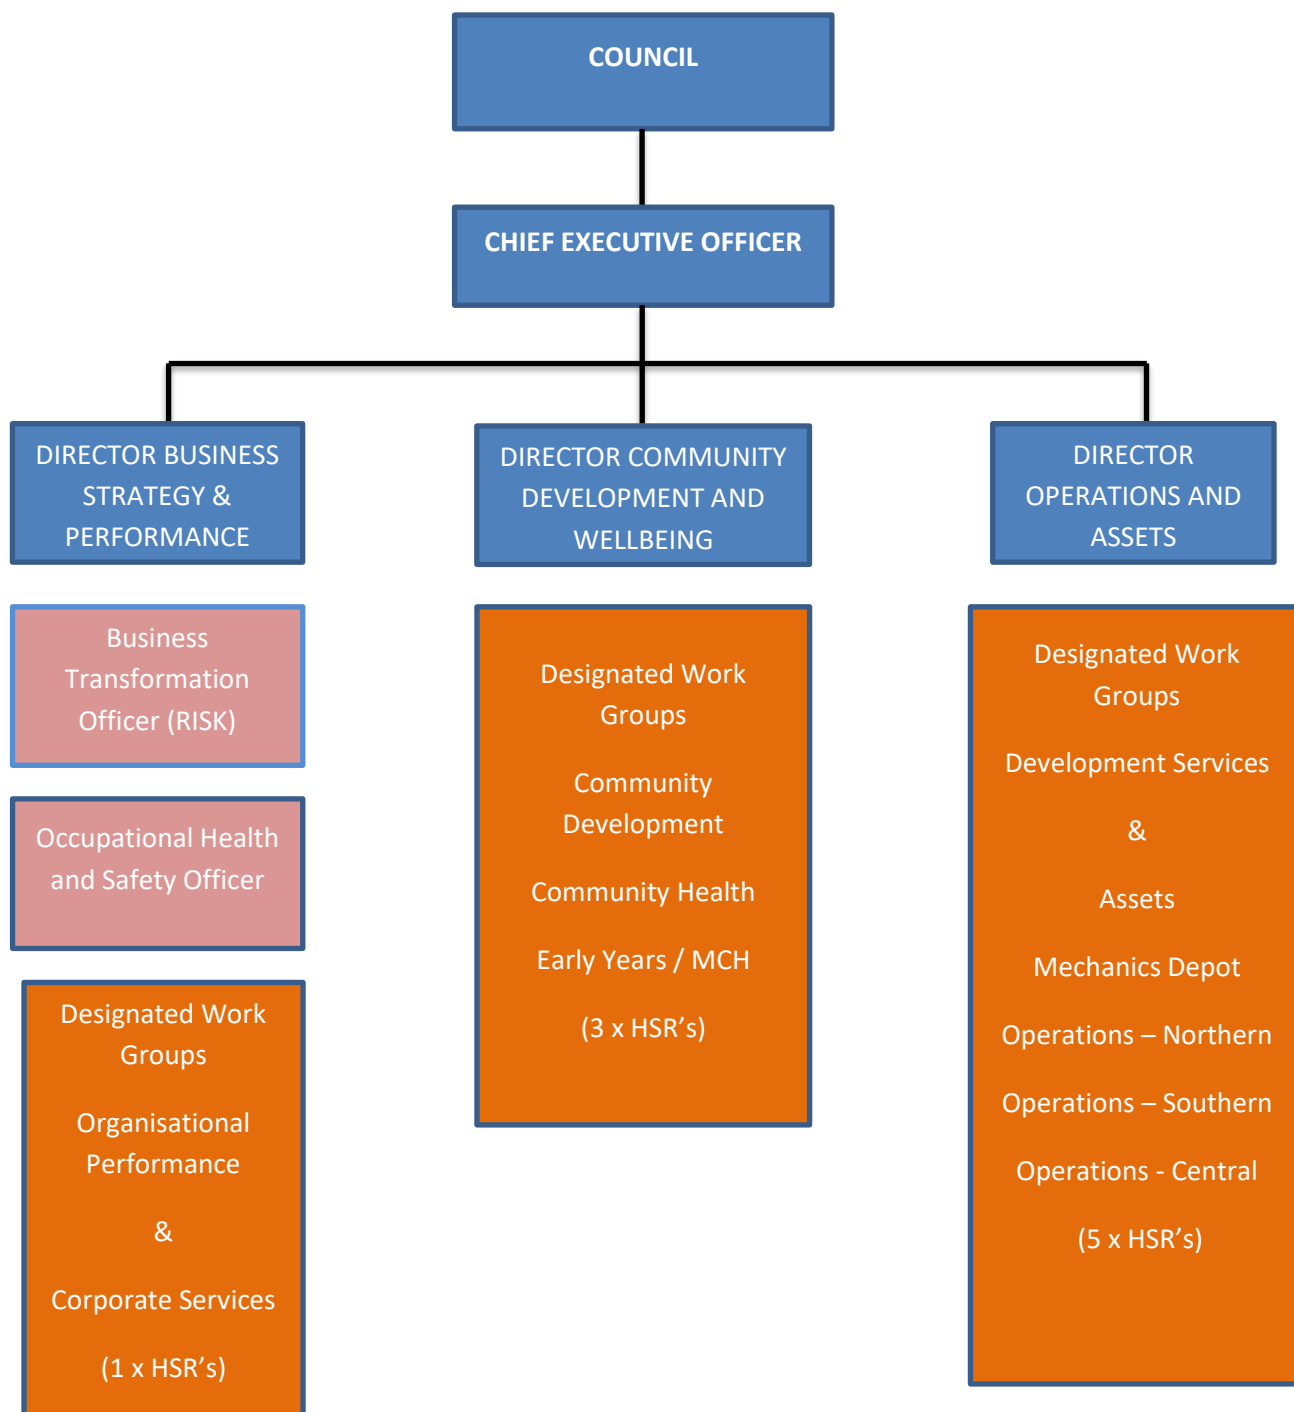 COUNCIL
CHIEF EXECUTIVE OFFICER
DIRECTOR BUSINESS
STRATEGY &
PERFORMANCE
DIRECTOR COMMUNITY
DEVELOPMENT AND
WELLBEING
DIRECTOR
OPERATIONS AND
ASSETS
Business
Transformation
Officer (RISK)
Occupational Health
and Safety Officer
Designated Work
Groups
Organisational
Performance
&
Corporate Services
(1 x HSR’s)
Designated Work
Groups
Community
Development
Community Health
Early Years / MCH
(3 x HSR’s)
Designated Work
Groups
Development Services
&
Assets
Mechanics Depot
Operations – Northern
Operations – Southern
Operations - Central
(5 x HSR’s)